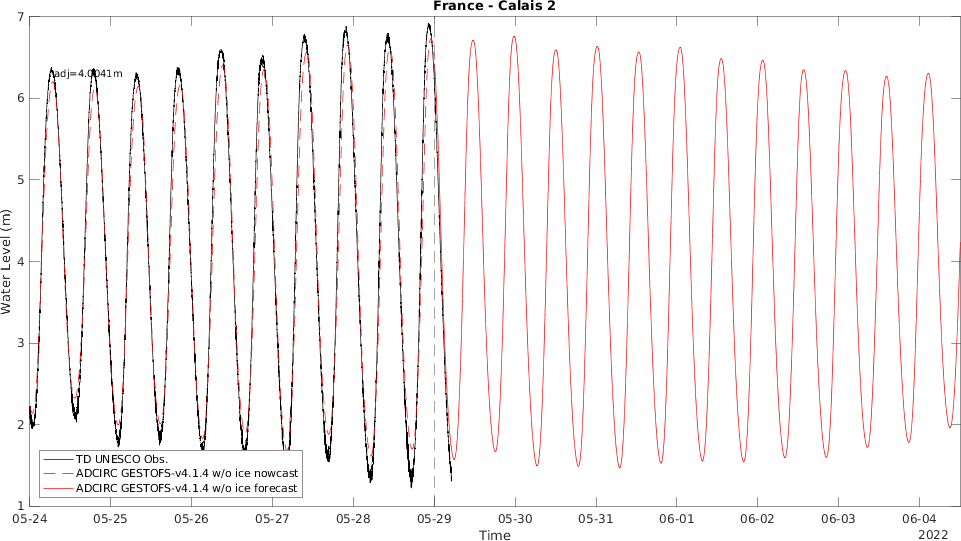 France - Calais 2
7
adj=4.0041m
6
5
4
3
2
1
Water Level (m)
TD UNESCO Obs.
ADCIRC GESTOFS-v4.1.4 w/o ice nowcast
ADCIRC GESTOFS-v4.1.4 w/o ice forecast
05-24 05-25 05-26 05-27 05-28 05-29 05-30 05-31 06-01 06-02 06-03 06-04
Time
2022